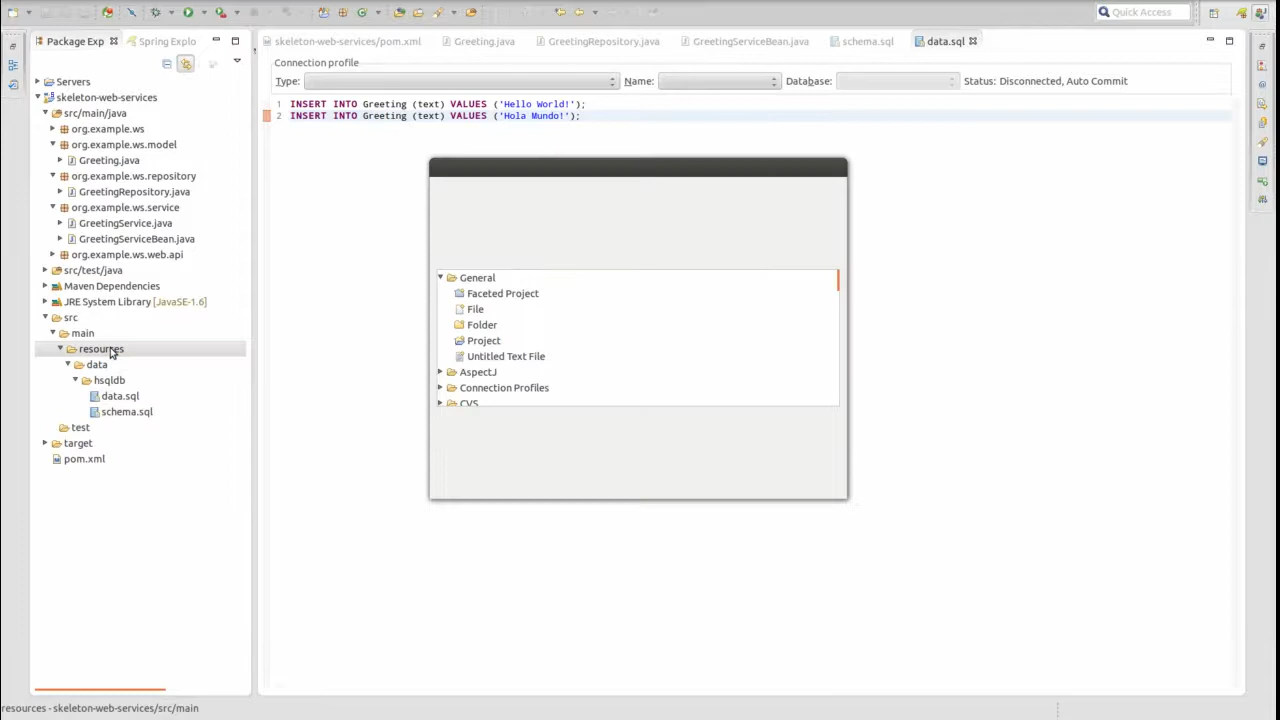 Quick Access
Package Exp
Spring Explo
skeleton-web-services/pom.xml
Greeting.java
GreetingRepository.java
GreetingServiceBean.java
schema.sql
data.sql
Connection profile
Type:
Name:
Database:
Status: Disconnected, Auto Commit
1 INSERT INTO Greeting (text) VALUES ('Hello World!');
2 INSERT INTO Greeting (text) VALUES ('Hola Mundo!');
Servers
skeleton-web-services
src/main/java
org.example.ws
org.example.ws.model
Greeting.java
org.example.ws.repository
GreetingRepository.java
org.example.ws.service
GreetingService.java
GreetingServiceBean.java
org.example.ws.web.api
src/test/java
Maven Dependencies
JRE System Library [JavaSE-1.6]
src
main
resources
data
hsqldb
data.sql
schema.sql
test
target
pom.xml
General
Faceted Project
File
Folder
Project
Untitled Text File
AspectJ
Connection Profiles
CVS
resources - skeleton-web-services/src/main